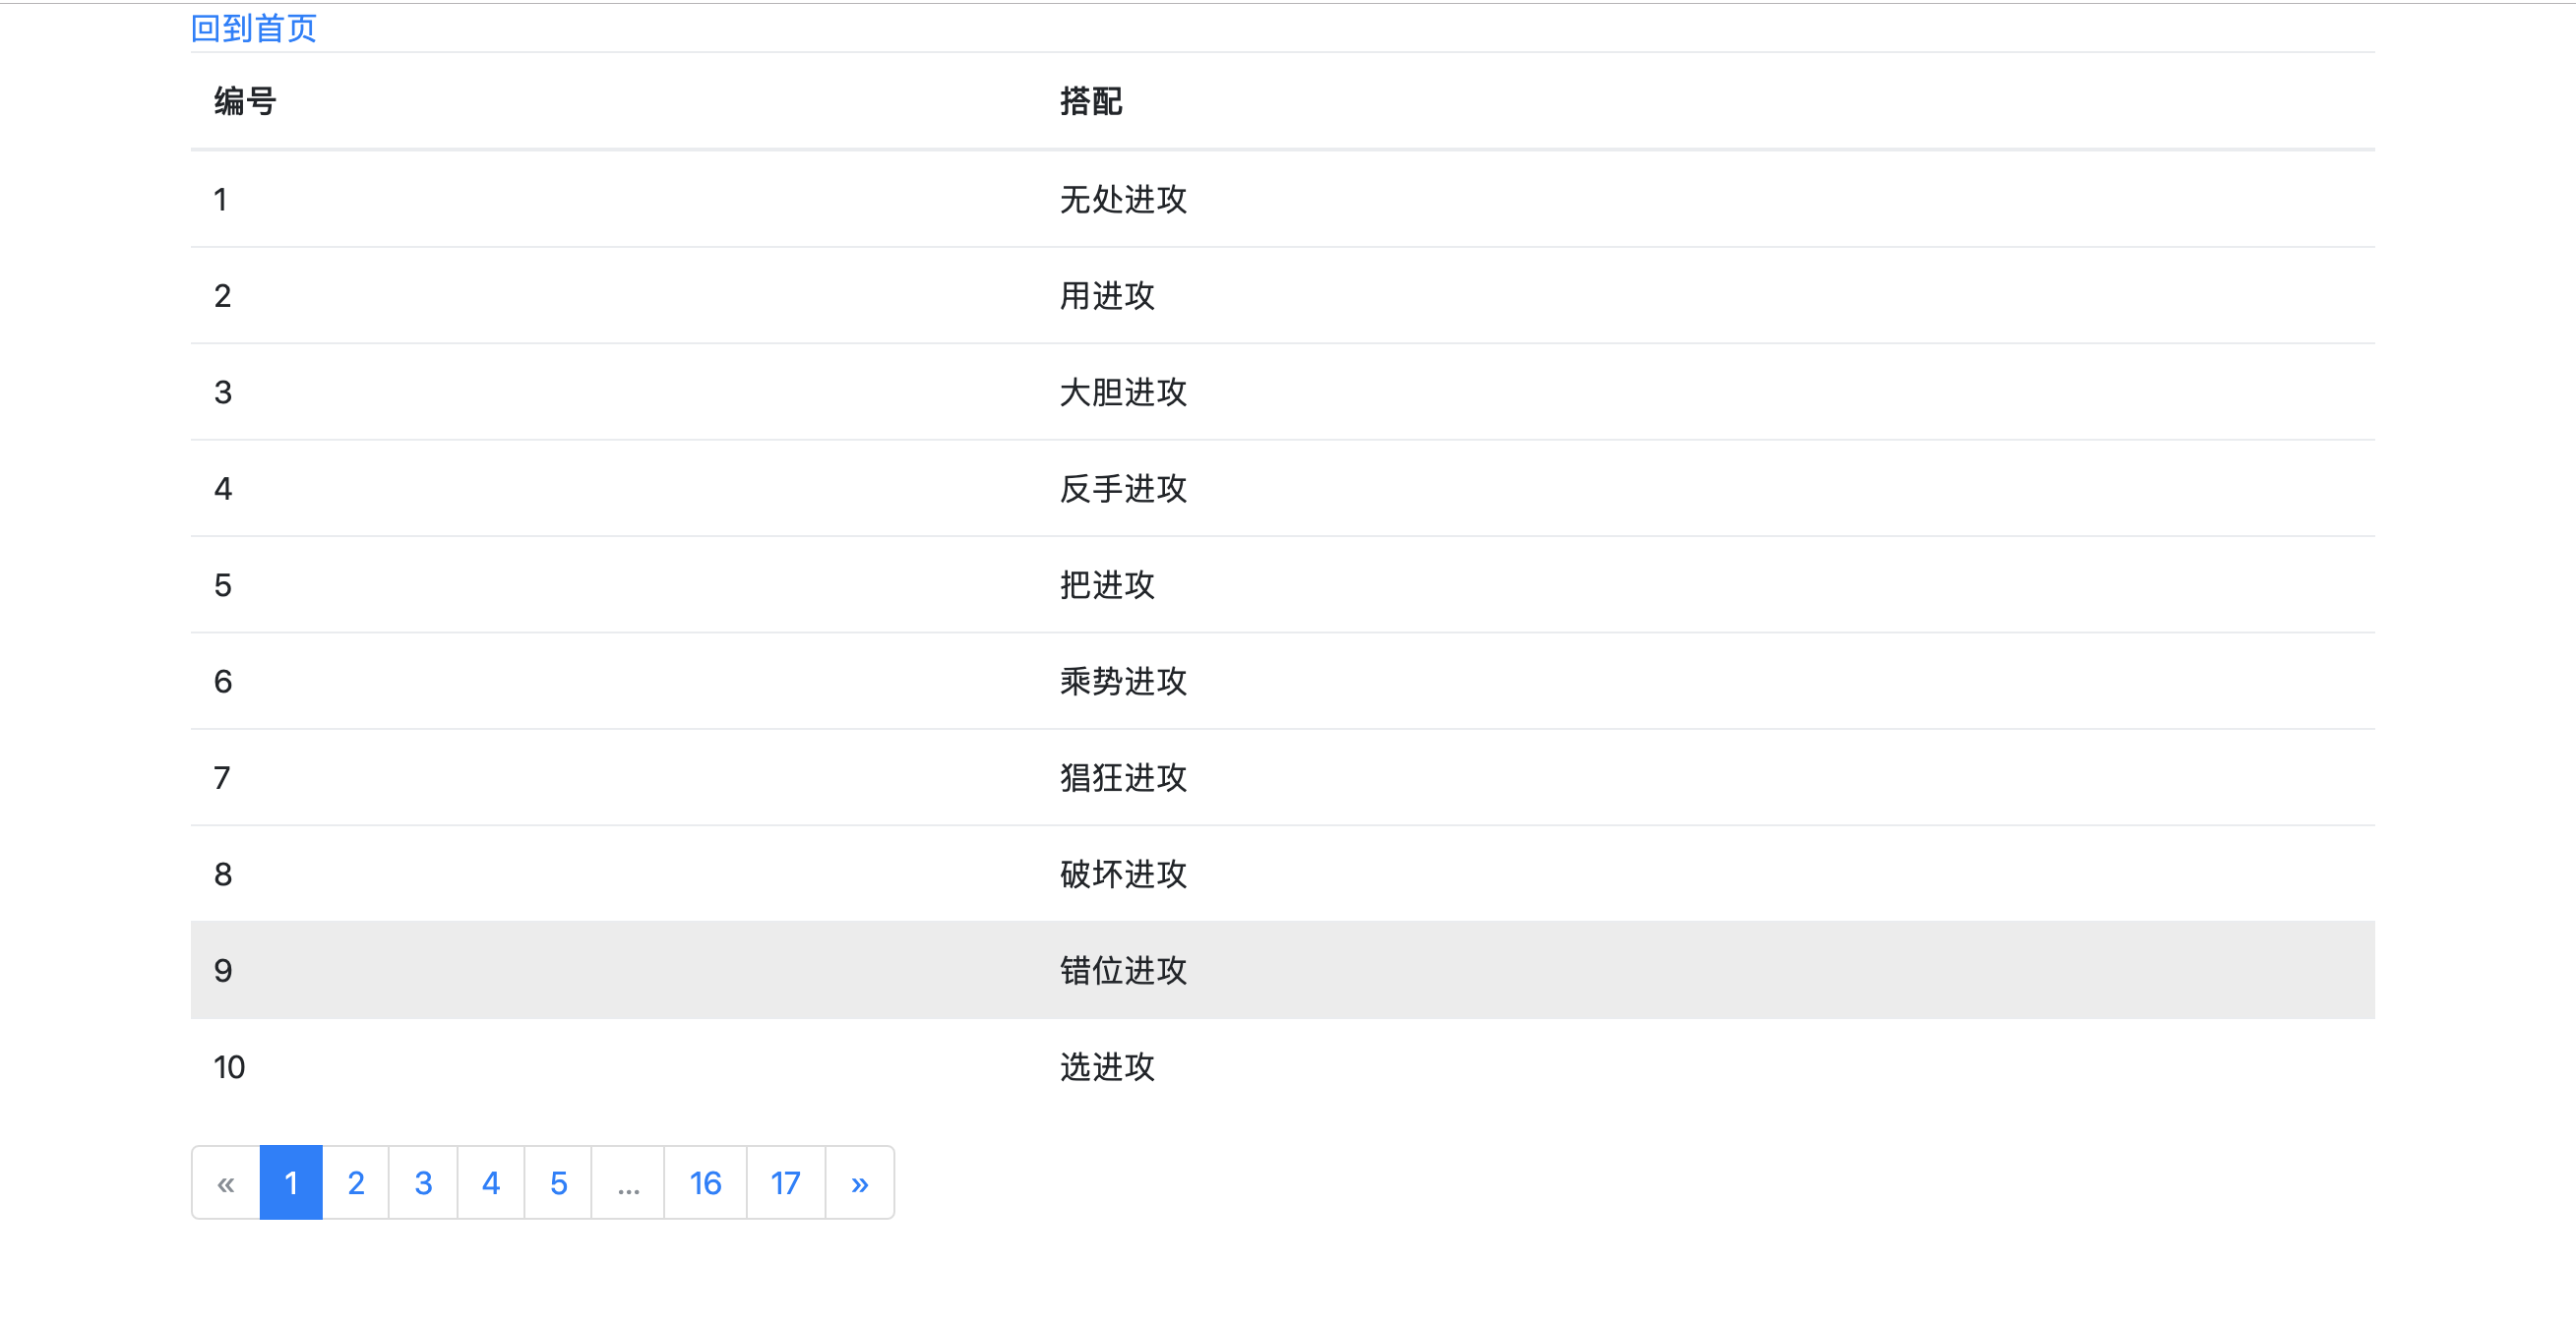 回到首页
编号 搭配
1 无处进攻
2 用进攻
3 大胆进攻
4 反手进攻
5 把进攻
6 乘势进攻
7 猖狂进攻
8 破坏进攻
9 错位进攻
10 选进攻
« 1 2 3 4 5 ... 16 17 »